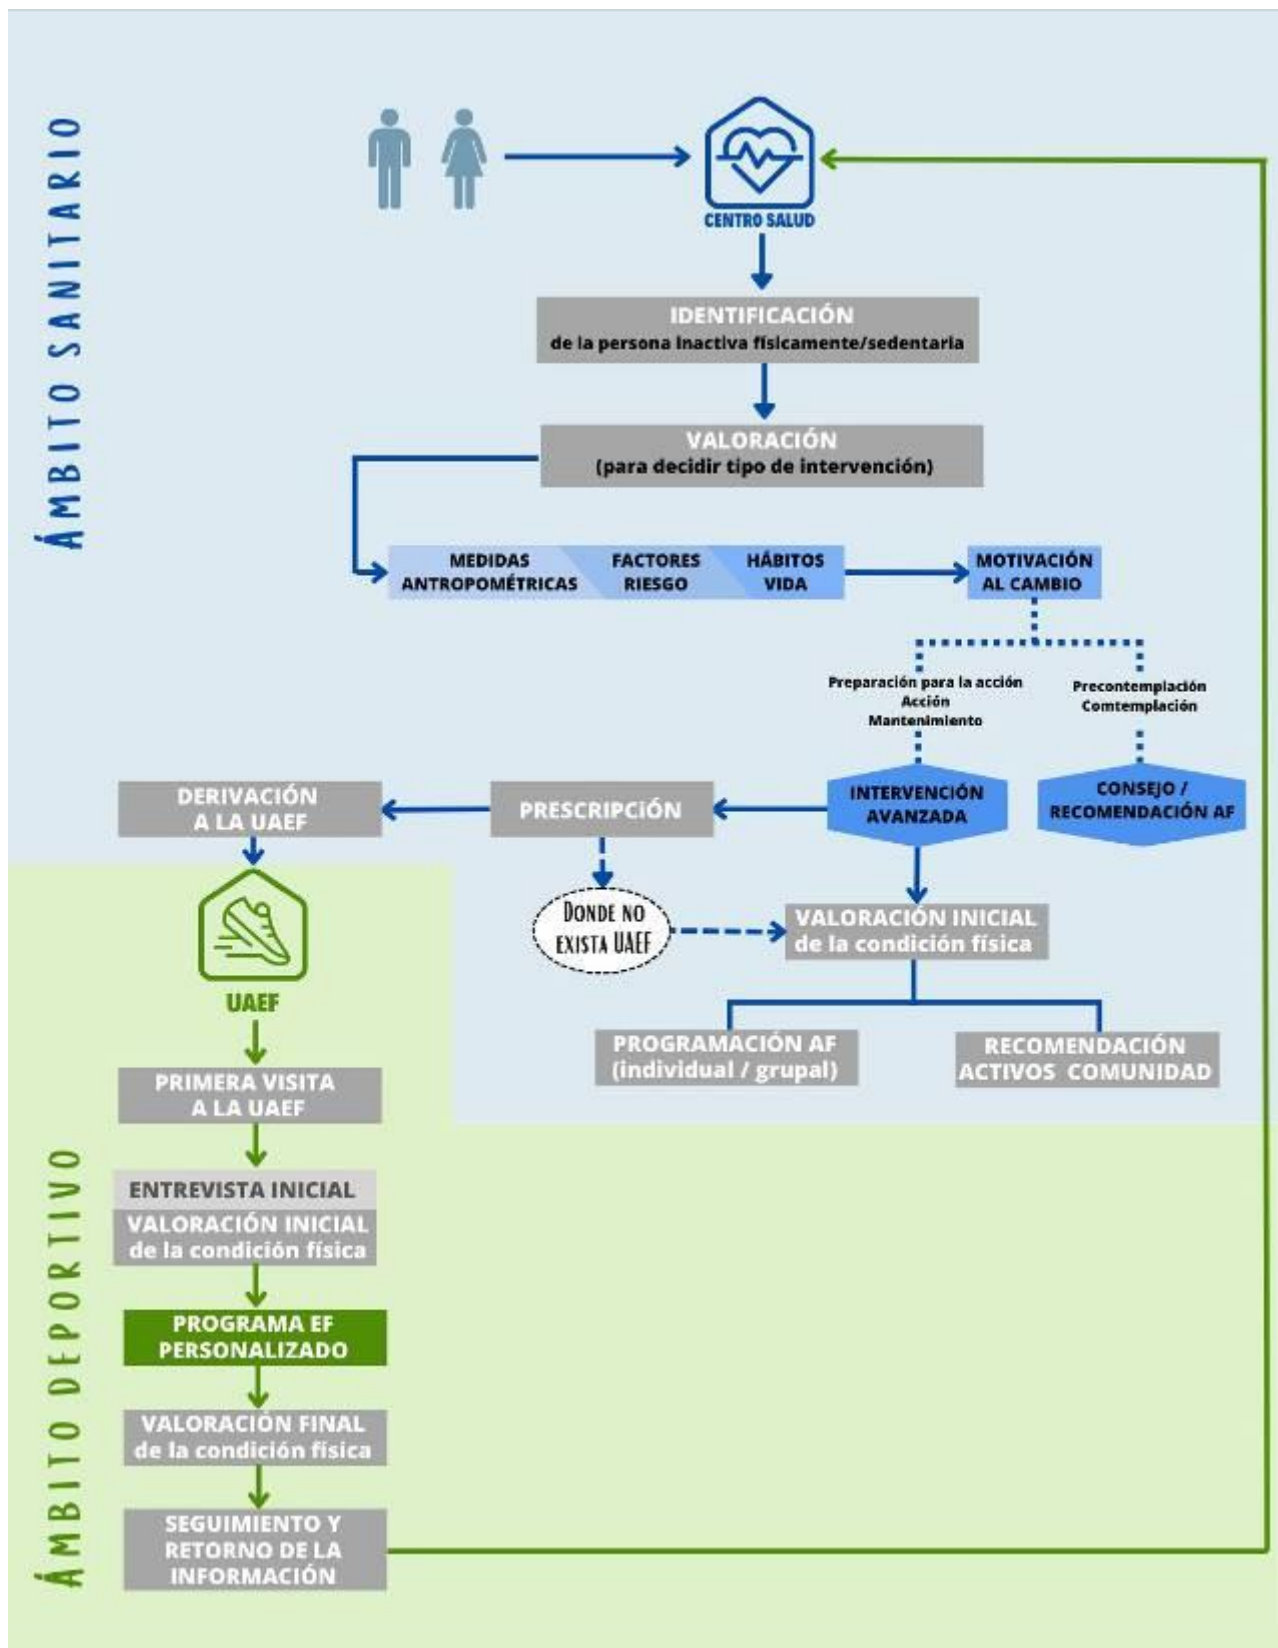 ÁMBITO SANITARIO
CENTRO SALUD
IDENTIFICACIÓN
de la persona inactiva físicamente/sedentaria
VALORACIÓN
(para decidir tipo de intervención)
MEDIDAS
ANTROPOMÉTRICAS
FACTORES
RIESGO
HÁBITOS
VIDA
MOTIVACIÓN
AL CAMBIO
Preparación para la acción
Acción
Mantenimiento
Precontemplación
Comtemplación
DERIVACIÓN
A LA UAEF
PRESCRIPCiÓN
INTERVENCIÓN
AVANZADA
CONSEJO /
RECOMENDACIÓN AF
DONDE NO
EXISTA UAEF
VALORACIÓN INICIAL
de la condición física
PROGRAMACIÓN AF
(individual / grupal)
RECOMENDACIÓN
ACTIVOS COMUNIDAD
ÁMBITO DEPORTIVO
UAEF
PRIMERA VISITA
A LA UAEF
ENTREVISTA INICIAL
VALORACIÓN INICIAL
de la condición física
PROGRAMA EF
PERSONALIZADO
VALORACIÓN FINAL
de la condición física
SEGUIMIENTO Y
RETORNO DE LA
INFORMACIÓN